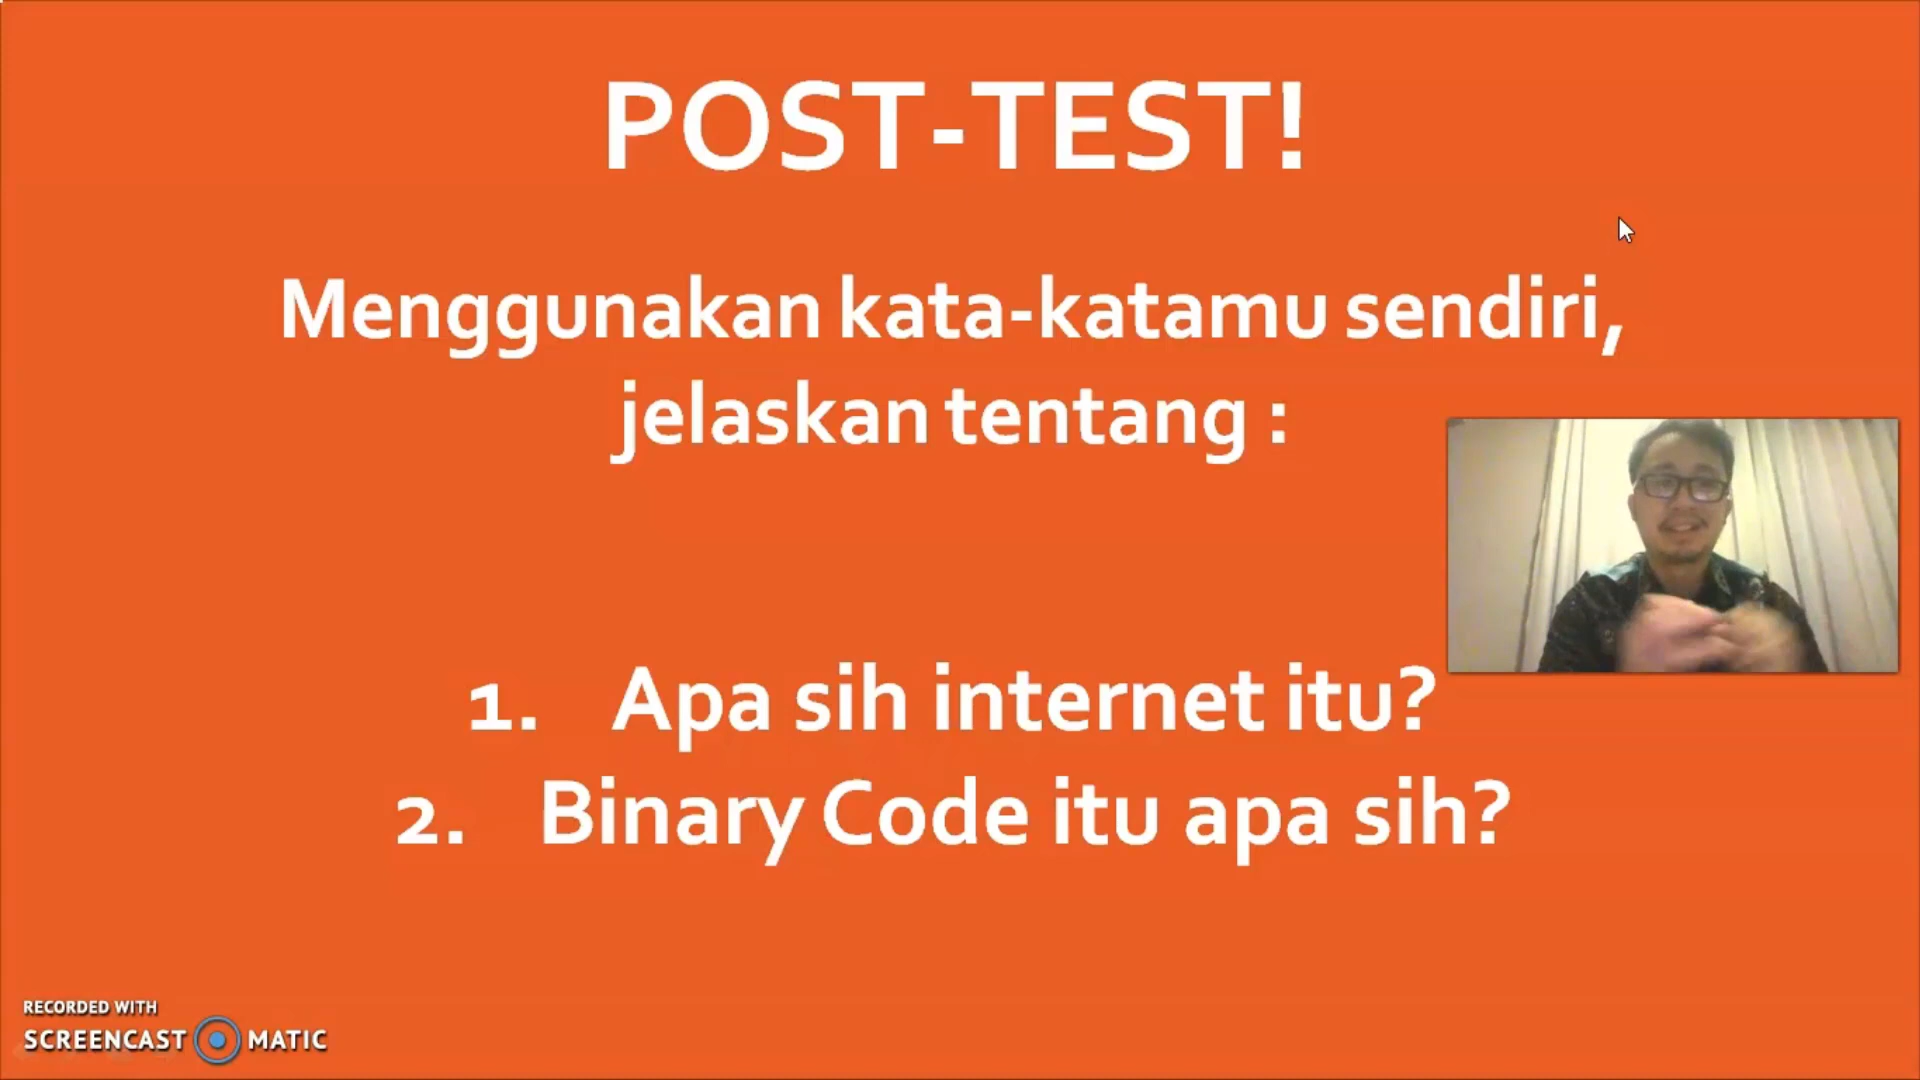 POST-TEST!
Menggunakan kata-katamu sendiri,
jelaskan tentang :
1. Apa sih internet itu?
2. Binary Code itu apa sih?
RECORDED WITH
SCREENCAST MATIC